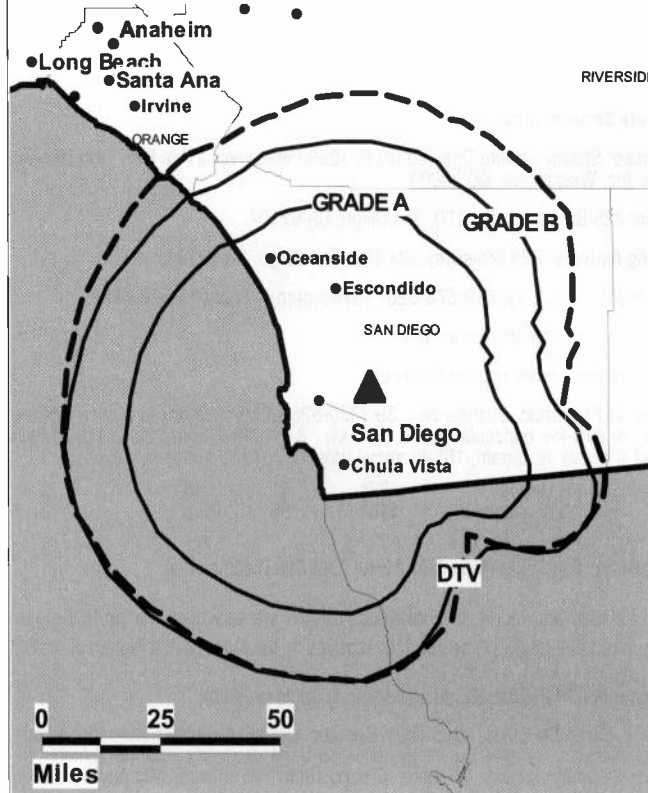 Anaheim
Long Beach
Santa Ana
Irvine
RIVERSID
ORANGE
GRADE A
GRADE B
Oceanside
Escondido
SAN DIEGO
San Diego
Chula Vista
DTV
0 25 50
Miles